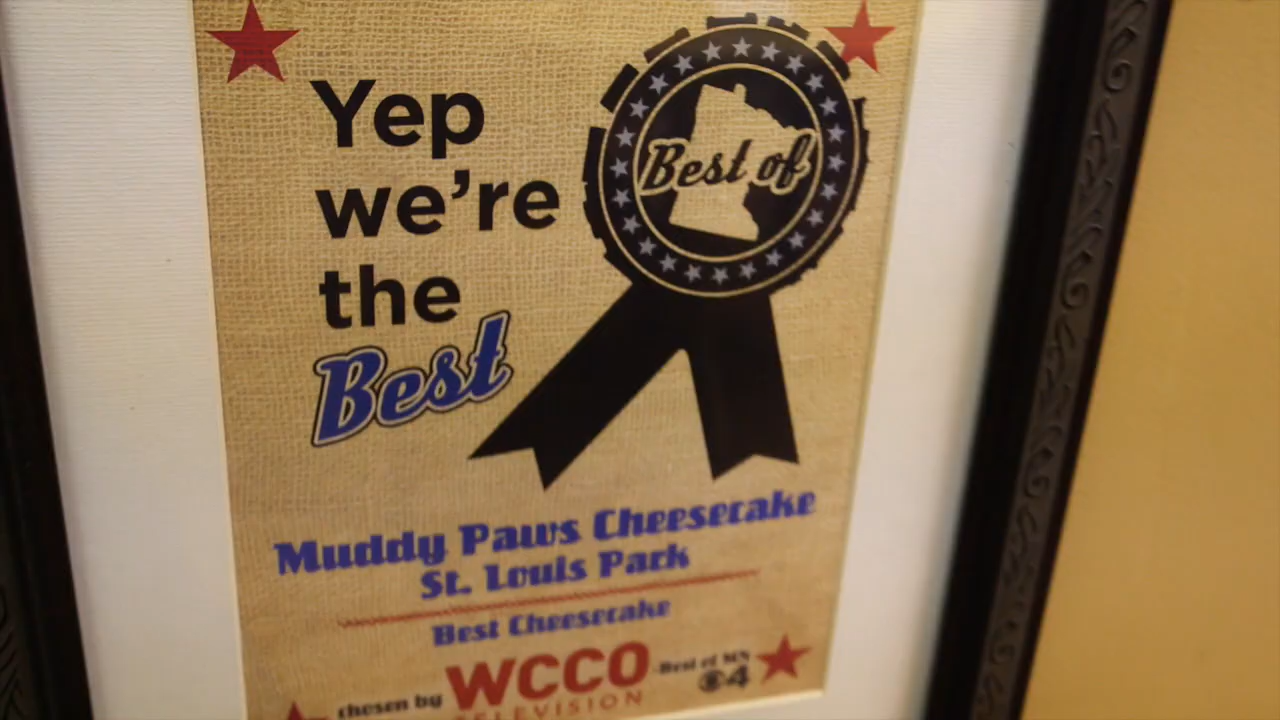 Yep
we're
the
Best
Best of
Muddy Paws Cheesecake
St. Louis Park
Best Cheesecake
chosen by WCCO Best of MN
TELEVISION 4